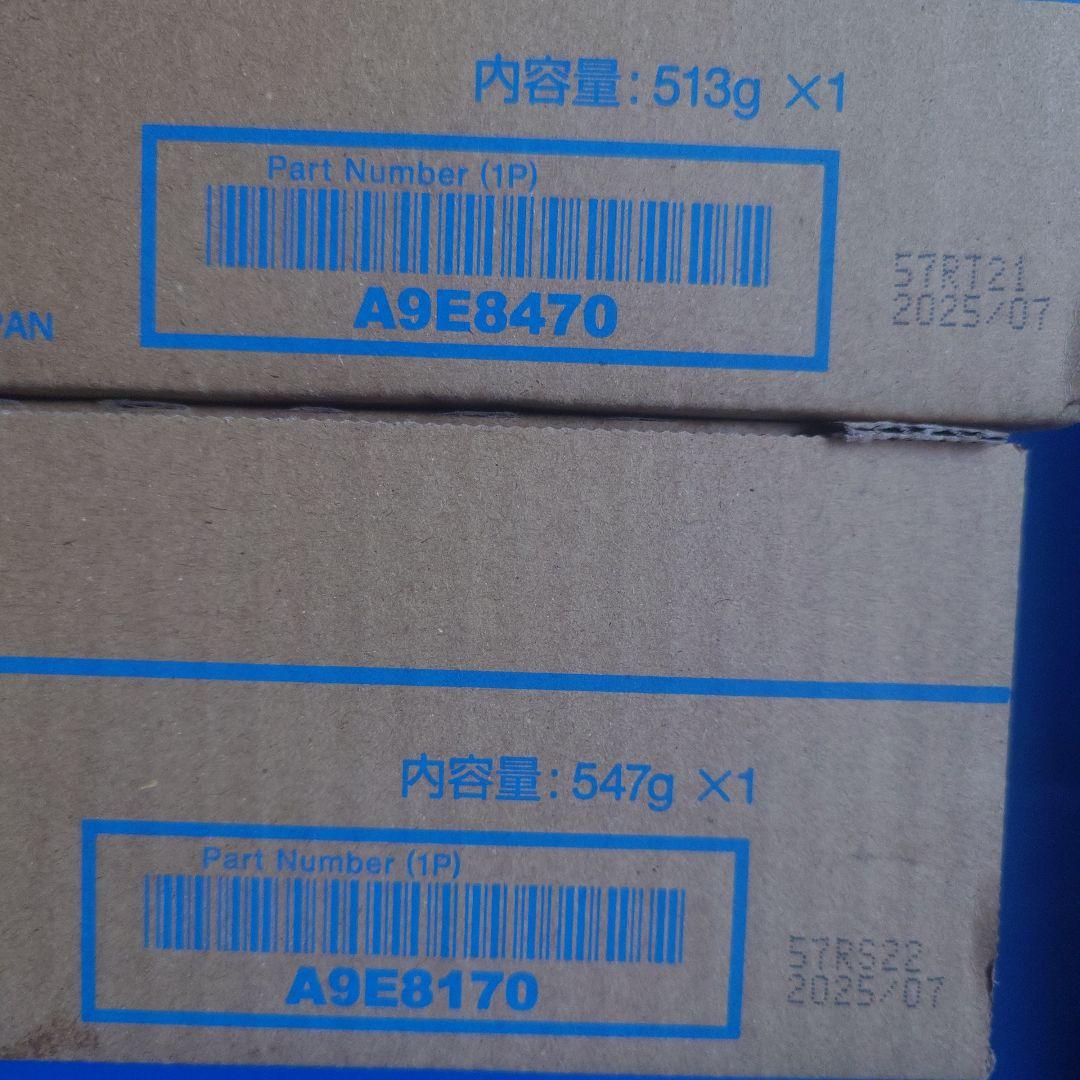 内容量：513g ×1
Part Number (1P)
A9E8470
57RT21
2025/07
PAN
内容量：547g ×1
Part Number (1P)
A9E8170
57RS22
2025/07